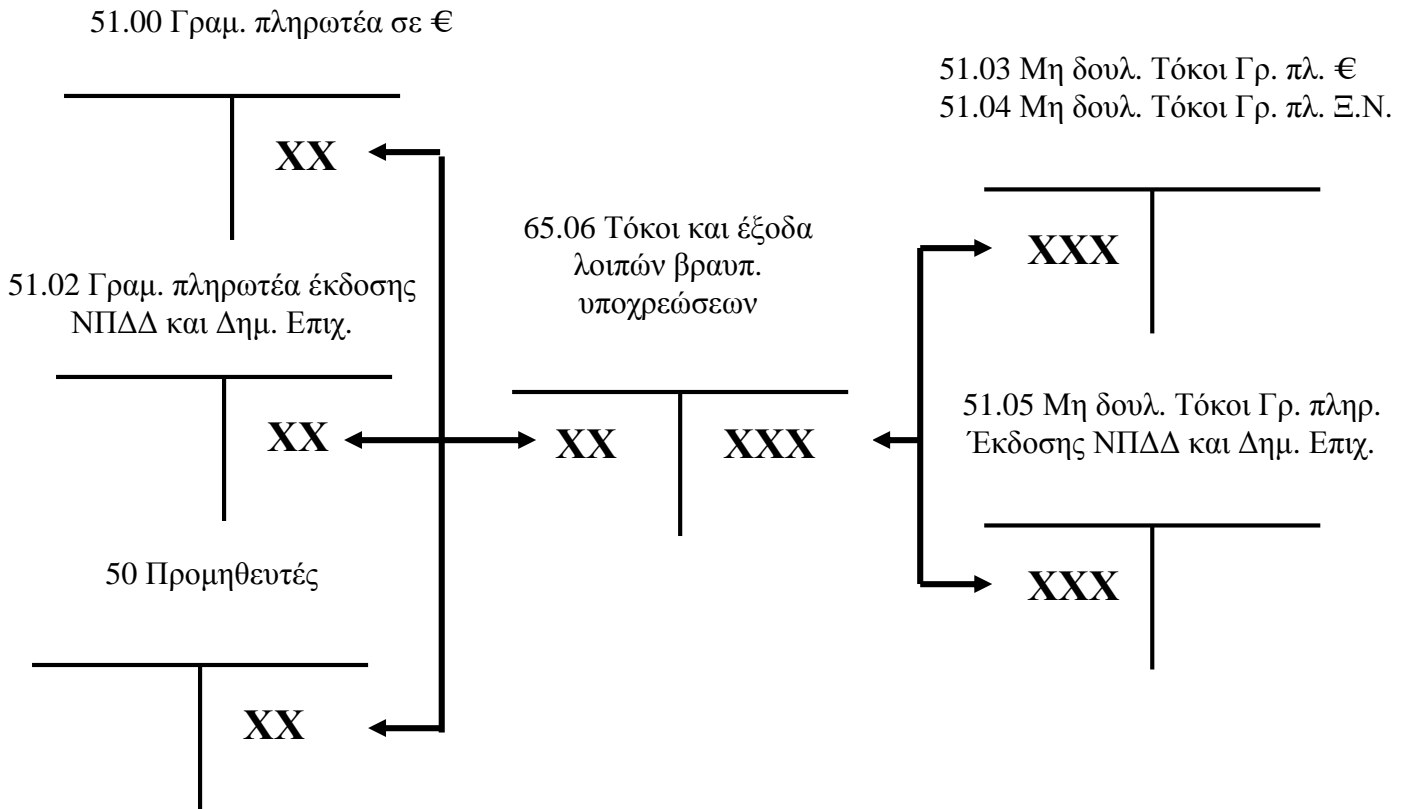 51.00 Γραμ. πληρωτέα σε €
XX
51.02 Γραμ. πληρωτέα έκδοσης
ΝΠΔΔ και Δημ. Επιχ.
XX
50 Προμηθευτές
XX
65.06 Τόκοι και έξοδα
λοιπών βραυπ.
υποχρεώσεων
XX XXX
51.03 Μη δουλ. Τόκοι Γρ. πλ. €
51.04 Μη δουλ. Τόκοι Γρ. πλ. Ξ.Ν.
XXX
51.05 Μη δουλ. Τόκοι Γρ. πληρ.
Έκδοσης ΝΠΔΔ και Δημ. Επιχ.
XXX